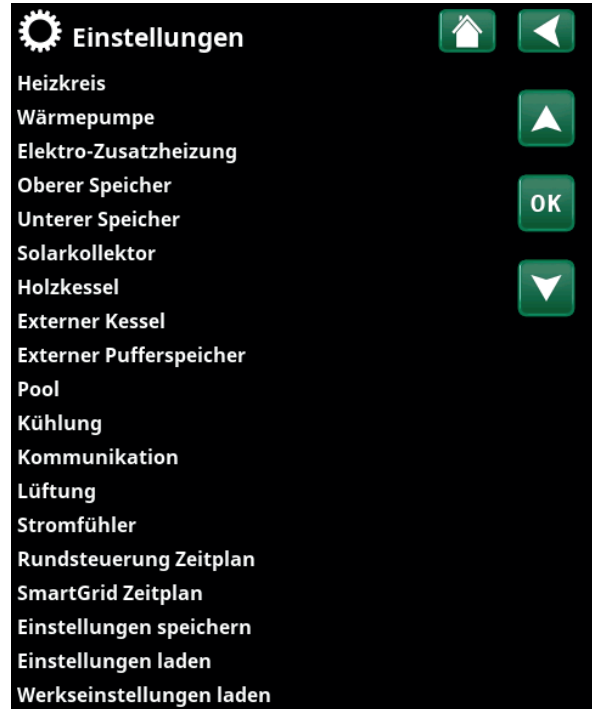 Einstellungen
Heizkreis
Wärmepumpe
Elektro-Zusatzheizung
Oberer Speicher
OK
Unterer Speicher
Solarkollektor
Holzkessel
Externer Kessel
Externer Pufferspeicher
Pool
Kühlung
Kommunikation
Lüftung
Stromfühler
Rundsteuerung Zeitplan
SmartGrid Zeitplan
Einstellungen speichern
Einstellungen laden
Werkseinstellungen laden